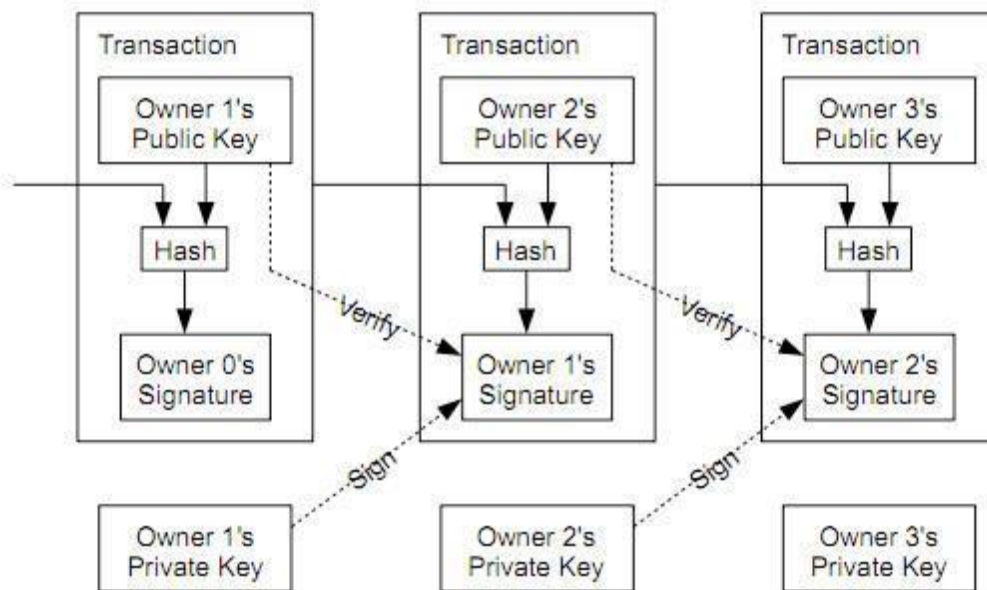 Transaction
Owner 1's
Public Key
Hash
Owner 0's
Signature
Transaction
Owner 2's
Public Key
Hash
Verify
Owner 1's
Signature
Transaction
Owner 3's
Public Key
Hash
Verify
Owner 2's
Signature
Sign
Sign
Owner 1's
Private Key
Owner 2's
Private Key
Owner 3's
Private Key